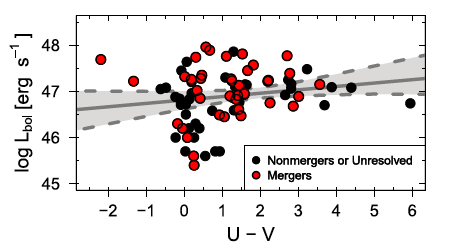 log L_bol [erg s⁻¹]
48
47
46
45
−2 −1 0 1 2 3 4 5 6
U − V
Nonmergers or Unresolved
Mergers